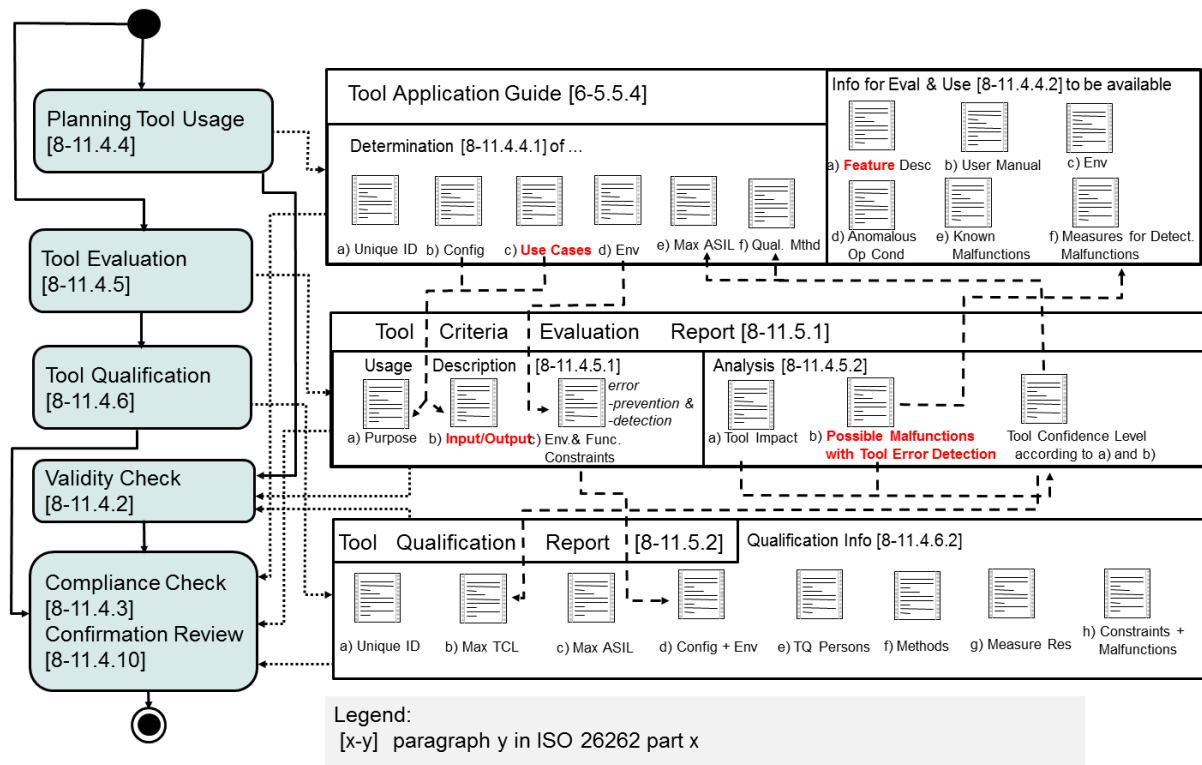 Planning Tool Usage
[8-11.4.4]
Tool Evaluation
[8-11.4.5]
Tool Qualification
[8-11.4.6]
Validity Check
[8-11.4.2]
Compliance Check
[8-11.4.3]
Confirmation Review
[8-11.4.10]
Tool Application Guide [6-5.5.4]
Determination [8-11.4.4.1] of ...
a) Unique ID
b) Config
c) Use Cases
d) Env
e) Max ASIL
f) Qual. Mthd
Info for Eval & Use [8-11.4.4.2] to be available
a) Feature Desc
b) User Manual
c) Env
d) Anomalous
Op Cond
e) Known
Malfunctions
f) Measures for Detect.
Malfunctions
Tool Criteria Evaluation Report [8-11.5.1]
Usage Description [8-11.4.5.1]
error
-prevention &
-detection
a) Purpose
b) Input/Output
c) Env.& Func.
Constraints
Analysis [8-11.4.5.2]
a) Tool Impact
b) Possible Malfunctions
with Tool Error Detection
Tool Confidence Level
according to a) and b)
Tool Qualification Report [8-11.5.2]
Qualification Info [8-11.4.6.2]
a) Unique ID
b) Max TCL
c) Max ASIL
d) Config + Env
e) TQ Persons
f) Methods
g) Measure Res
h) Constraints +
Malfunctions
Legend:
[x-y] paragraph y in ISO 26262 part x